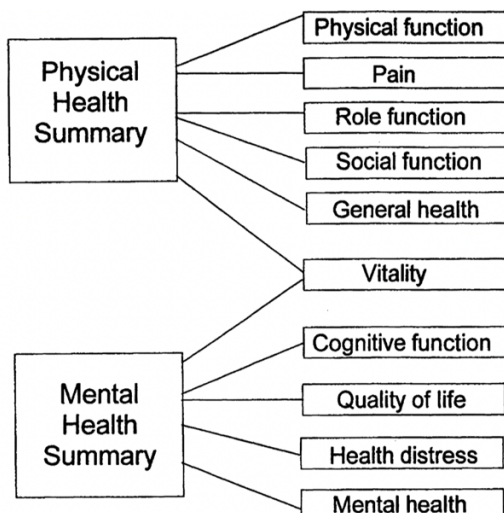 Physical
Health
Summary
Physical function
Pain
Role function
Social function
General health
Vitality
Mental
Health
Summary
Cognitive function
Quality of life
Health distress
Mental health